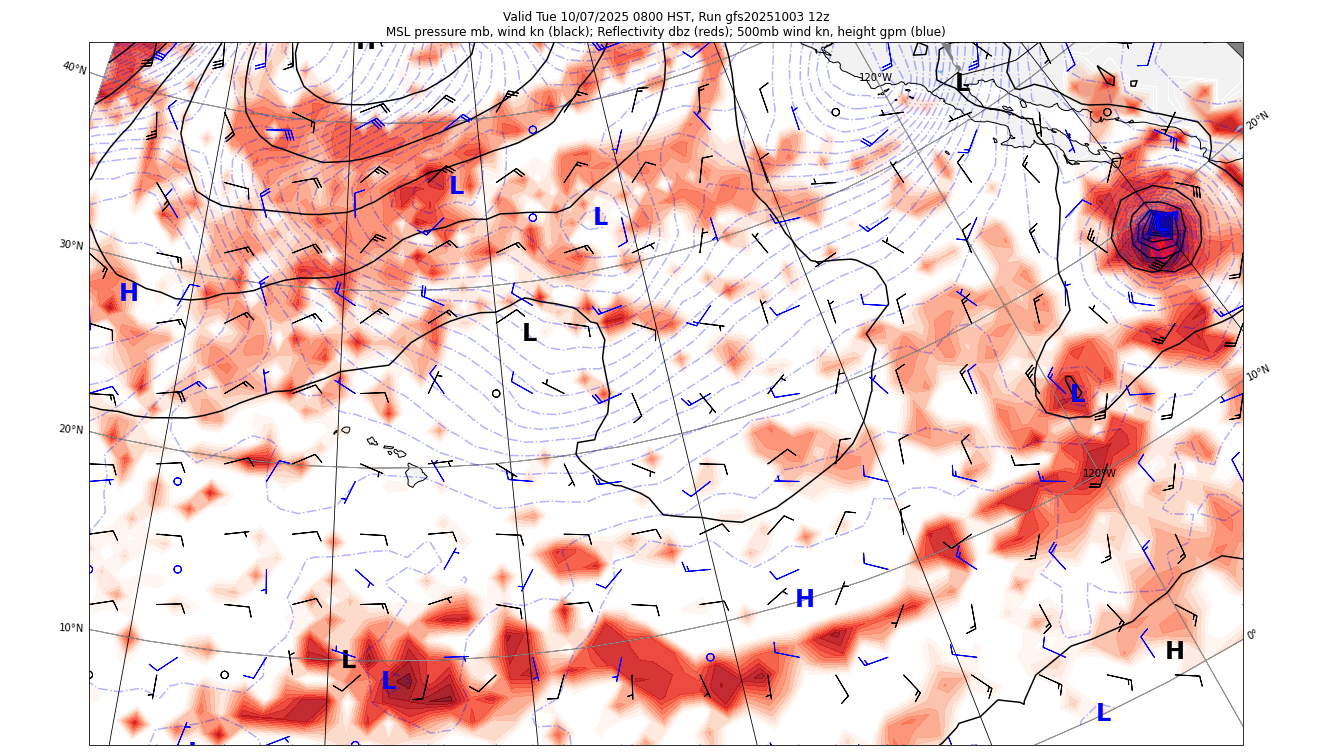 Valid Tue 10/07/2025 0800 HST, Run gfs20251003 12z
MSL pressure mb, wind kn (black); Reflectivity dbz (reds); 500mb wind kn, height gpm (blue)
H
40°N
120°W
L
20°N
L
L
30°N
H
L
10°N
L
20°N
120°W
H
10°N
0°
L
H
L
L
L